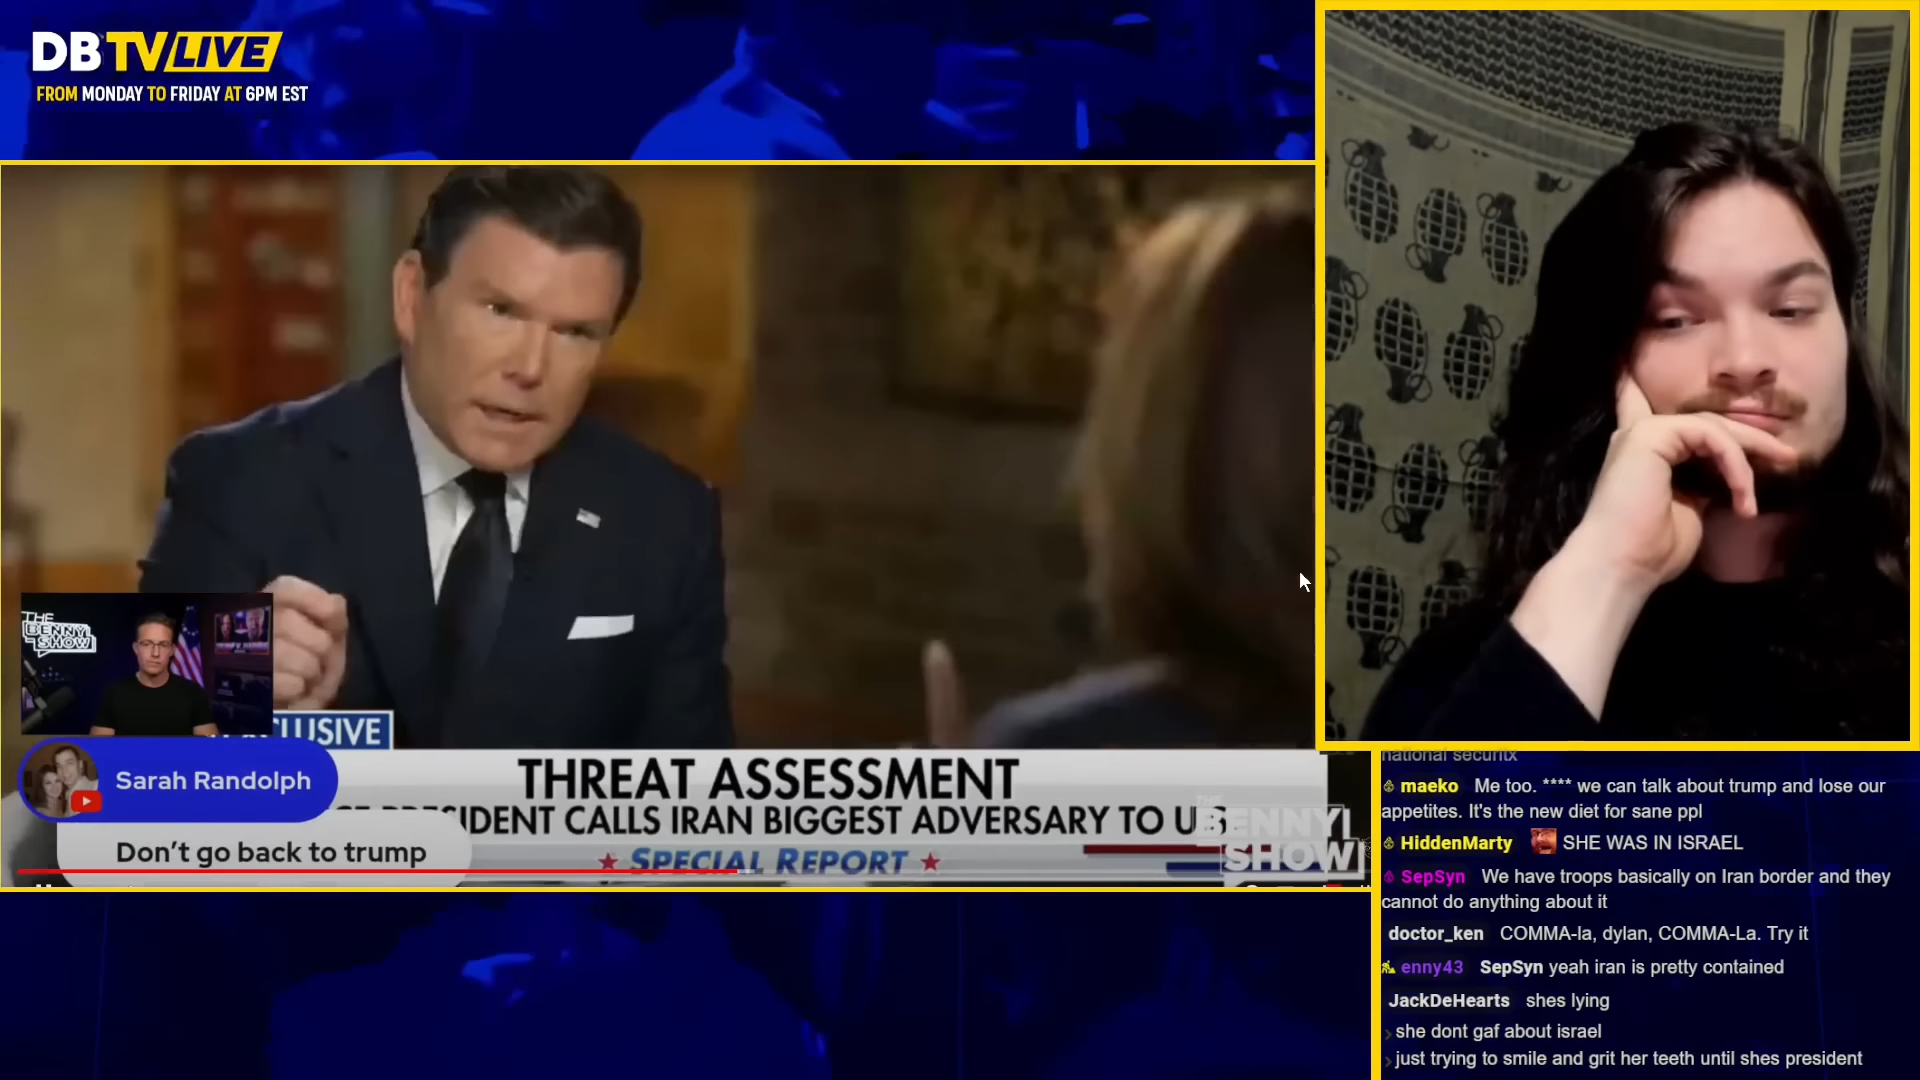 DBTV/LIVE
FROM MONDAY TO FRIDAY AT 6PM EST
THE
BENNY
SHOW
Sarah Randolph
Don't go back to trump
THREAT ASSESSMENT
PRESIDENT CALLS IRAN BIGGEST ADVERSARY TO
SPECIAL REPORT
THE
BENNY
SHOW
maeko Me too. **** we can talk about trump and lose our
appetites. It's the new diet for sane ppl
HiddenMarty SHE WAS IN ISRAEL
SepSyn We have troops basically on Iran border and they
cannot do anything about it
doctor_ken COMMA-la, dylan, COMMA-La. Try it
enny43 SepSyn yeah iran is pretty contained
JackDeHearts shes lying
she dont gaf about israel
just trying to smile and grit her teeth until shes president